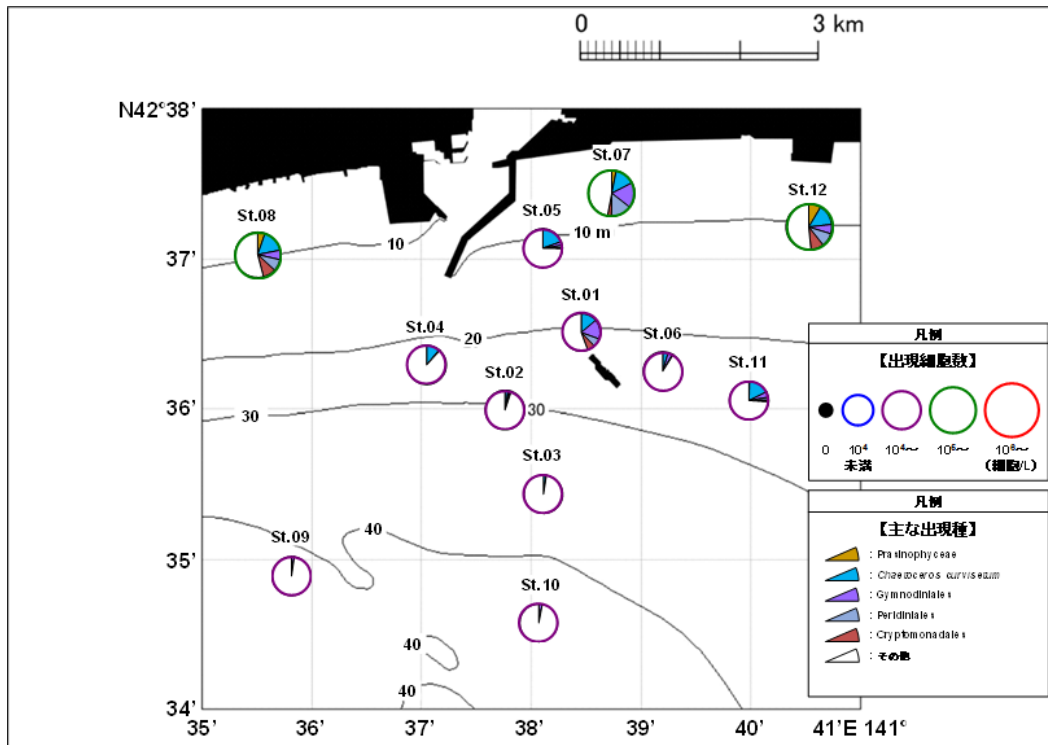 0 3 km
N42°38’
St.07
St.12
St.08
St.05
10
10 m
37’
St.01
St.04
20
St.06
St.11
St.02
36’
30
30
St.03
40
St.09
35’
St.10
40
40
34’
35’ 36’ 37’ 38’ 39’ 40’ 41’E 141°
凡例
【出現細胞数】
0 10⁴ 10⁴~ 10⁵~ 10⁶~
未満 (細胞/L)
凡例
【主な出現種】
: Prasinophyceae
: Chaetoceros curvisetum
: Gymnodiniales
: Peridiniales
: Cryptomonadales
: その他